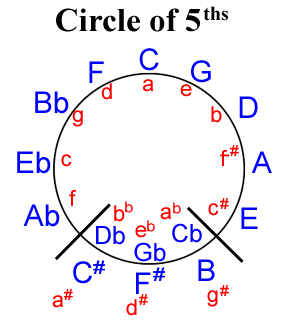 Circle of 5ths
C
F G
d a e
Bb D
g b
Eb c f# A
f c#
Ab E
bb ab
Db eb Cb
Gb
C# F# B
a# d# g#